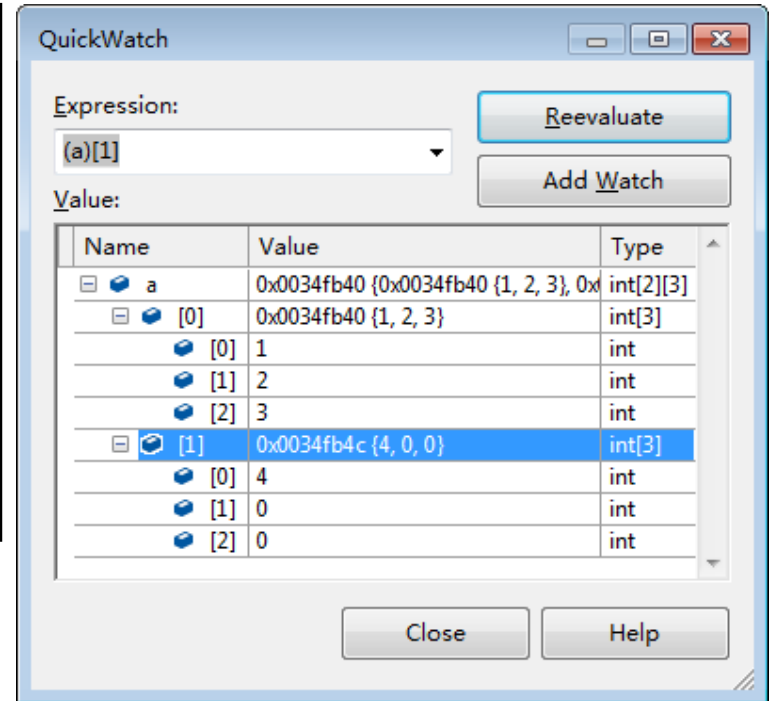 QuickWatch
Expression:
Reevaluate
(a)[1]
Add Watch
Value:
Name Value Type
a 0x0034fb40 {0x0034fb40 {1, 2, 3}, 0x int[2][3]
[0] 0x0034fb40 {1, 2, 3} int[3]
[0] 1 int
[1] 2 int
[2] 3 int
[1] 0x0034fb4c {4, 0, 0} int[3]
[0] 4 int
[1] 0 int
[2] 0 int
Close Help